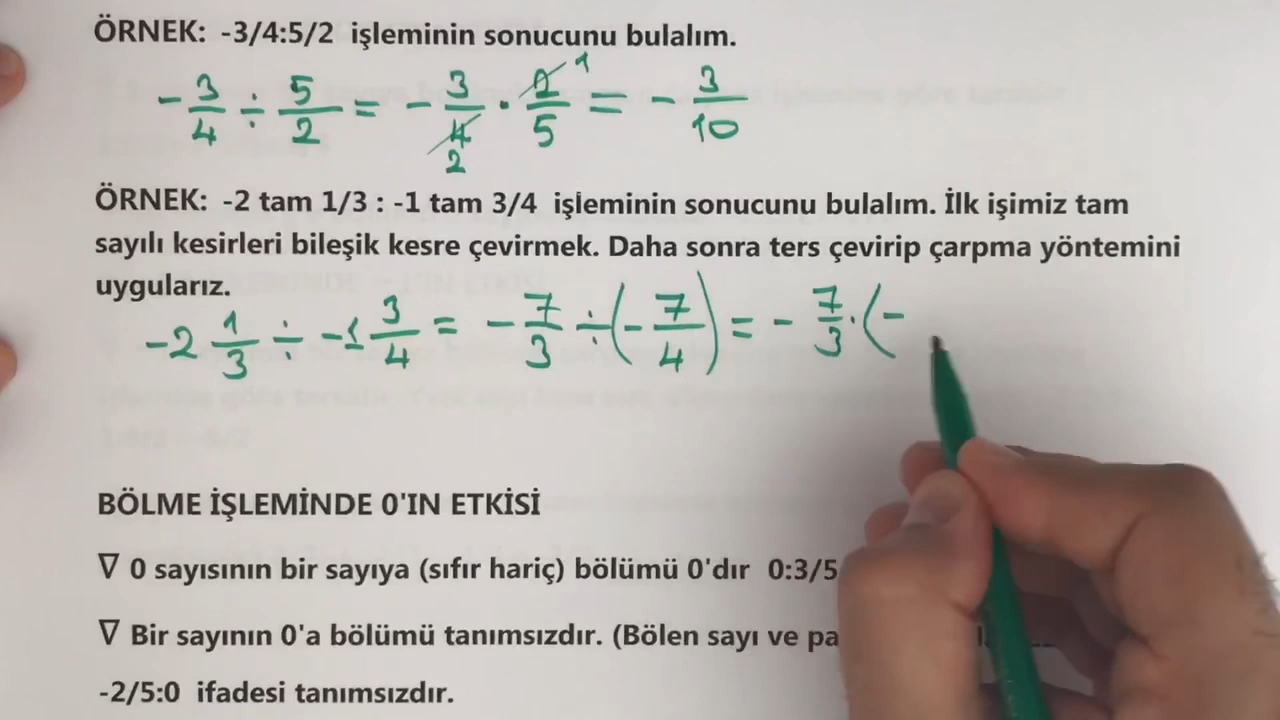 ÖRNEK: -3/4:5/2 işleminin sonucunu bulalım.
- 3/4 ÷ 5/2 = - 3/4 2 · 2/5 1 = - 3/10
ÖRNEK: -2 tam 1/3 : -1 tam 3/4 işleminin sonucunu bulalım. İlk işimiz tam
sayılı kesirleri bileşik kesre çevirmek. Daha sonra ters çevirip çarpma yöntemini
uygularız.
-2 1/3 ÷ -1 3/4 = - 7/3 ÷ (- 7/4) = - 7/3 · (-
BÖLME İŞLEMİNDE 0'IN ETKİSİ
∇ 0 sayısının bir sayıya (sıfır hariç) bölümü 0'dır 0:3/5
∇ Bir sayının 0'a bölümü tanımsızdır. (Bölen sayı ve
-2/5:0 ifadesi tanımsızdır.